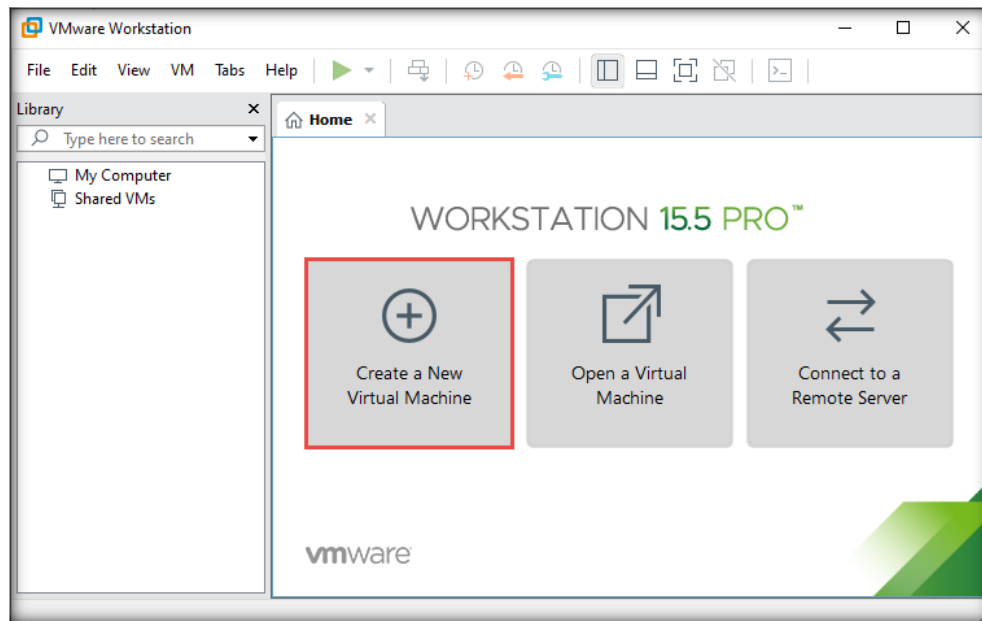 VMware Workstation
File Edit View VM Tabs Help
Library
Home
Type here to search
My Computer
Shared VMs
WORKSTATION 15.5 PRO™
Create a New
Virtual Machine
Open a Virtual
Machine
Connect to a
Remote Server
vmware